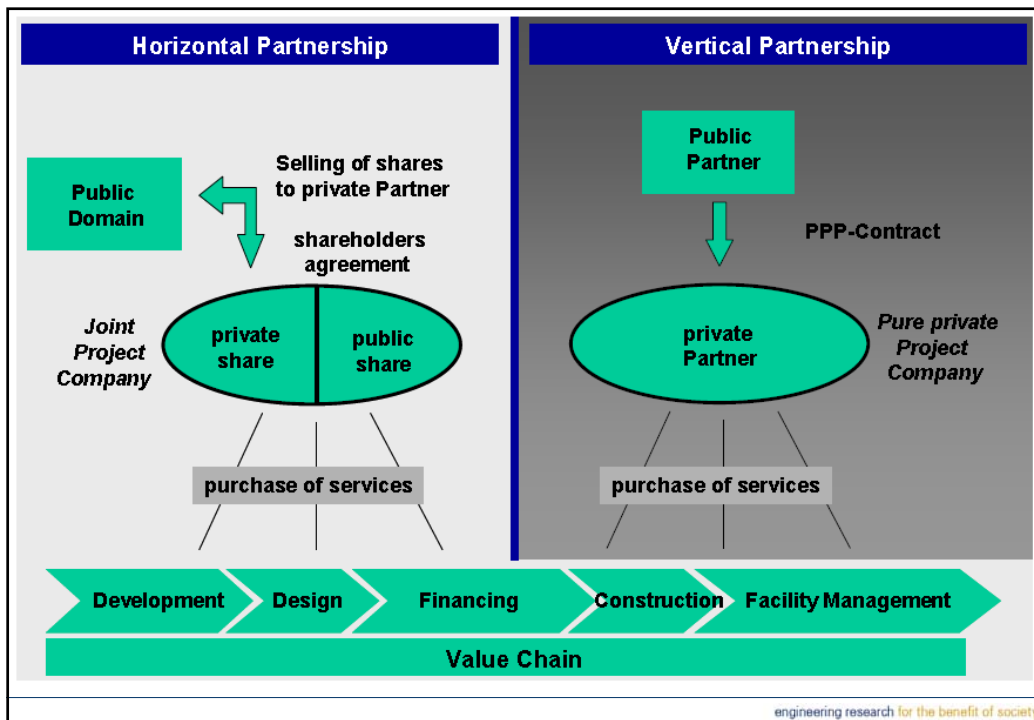 Horizontal Partnership
Vertical Partnership
Public
Domain
Selling of shares
to private Partner
shareholders
agreement
Joint
Project
Company
private
share
public
share
purchase of services
Public
Partner
PPP-Contract
private
Partner
Pure private
Project
Company
purchase of services
Development
Design
Financing
Construction
Facility Management
Value Chain
engineering research for the benefit of society